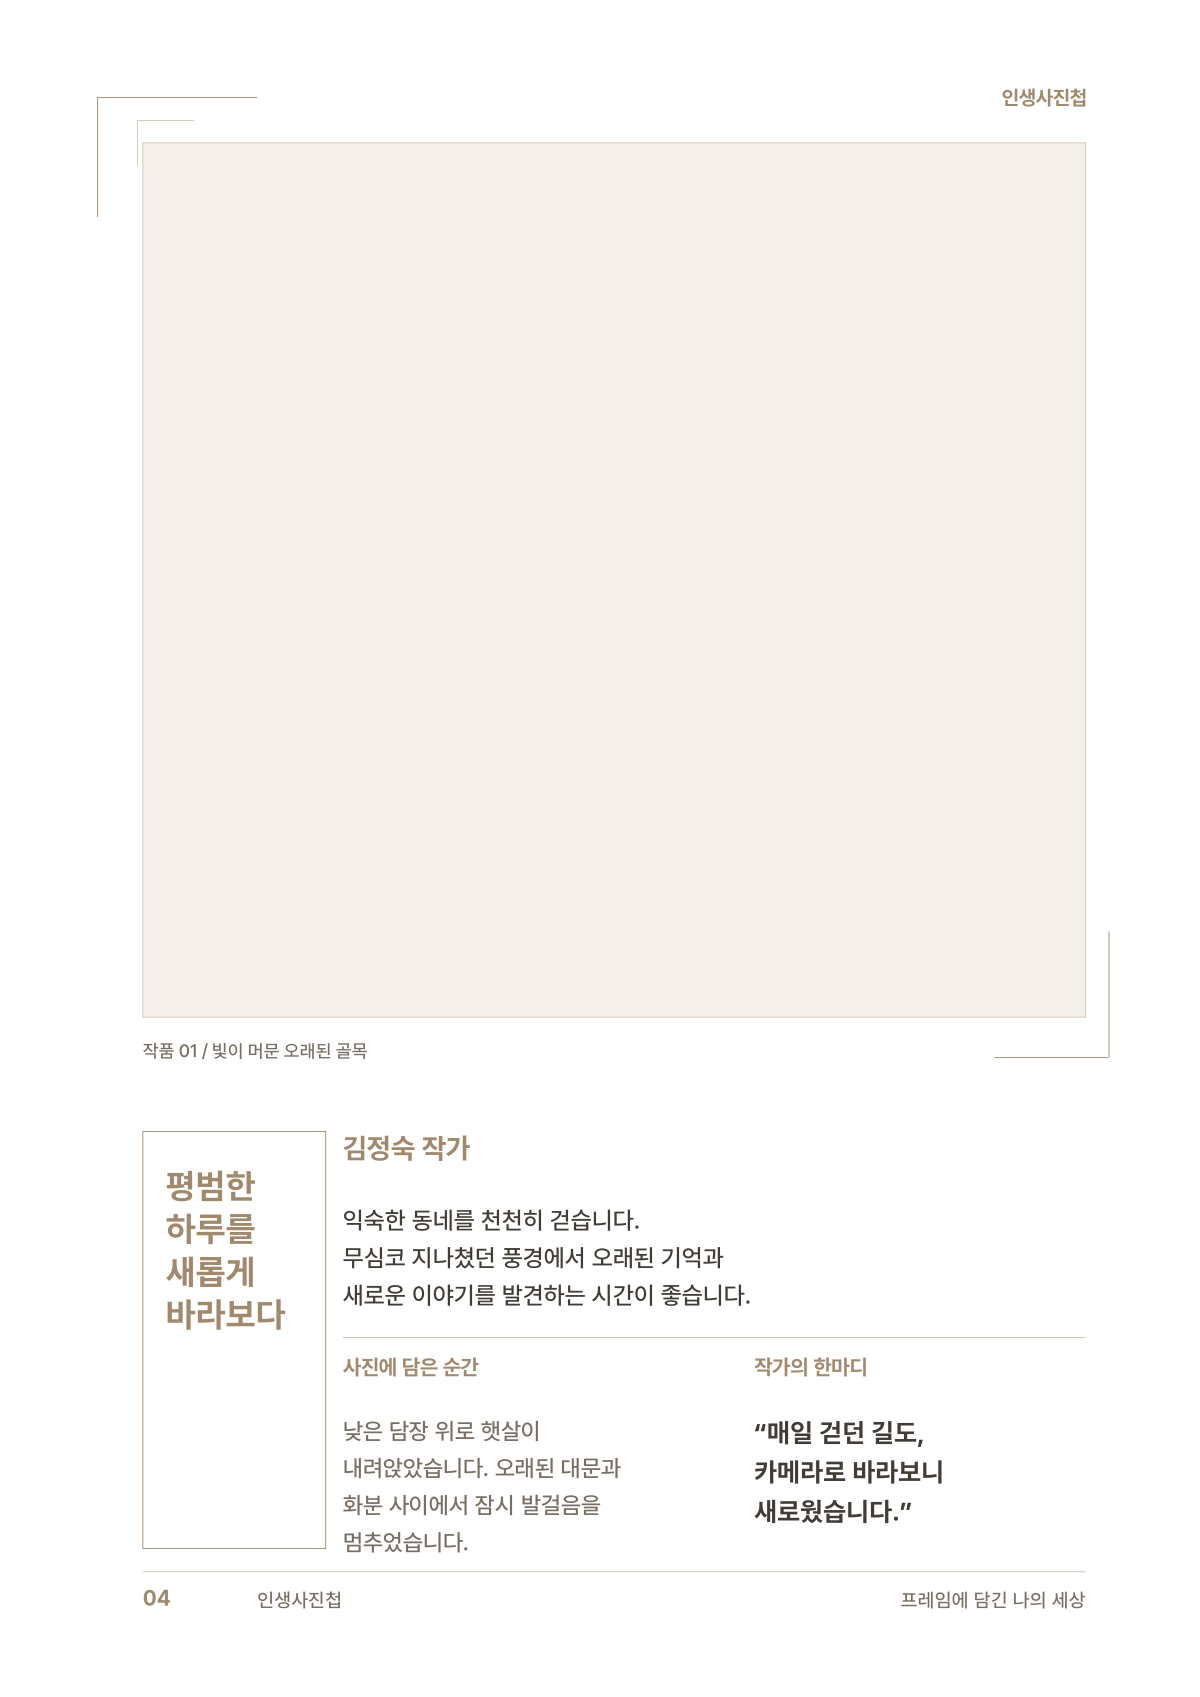 인생사진첩
작품 01 / 빛이 머문 오래된 골목
평범한
하루를
새롭게
바라보다
김정숙 작가
익숙한 동네를 천천히 걷습니다.
무심코 지나쳤던 풍경에서 오래된 기억과
새로운 이야기를 발견하는 시간이 좋습니다.
사진에 담은 순간
낮은 담장 위로 햇살이
내려앉았습니다. 오래된 대문과
화분 사이에서 잠시 발걸음을
멈추었습니다.
작가의 한마디
“매일 걷던 길도,
카메라로 바라보니
새로웠습니다.”
04
인생사진첩
프레임에 담긴 나의 세상